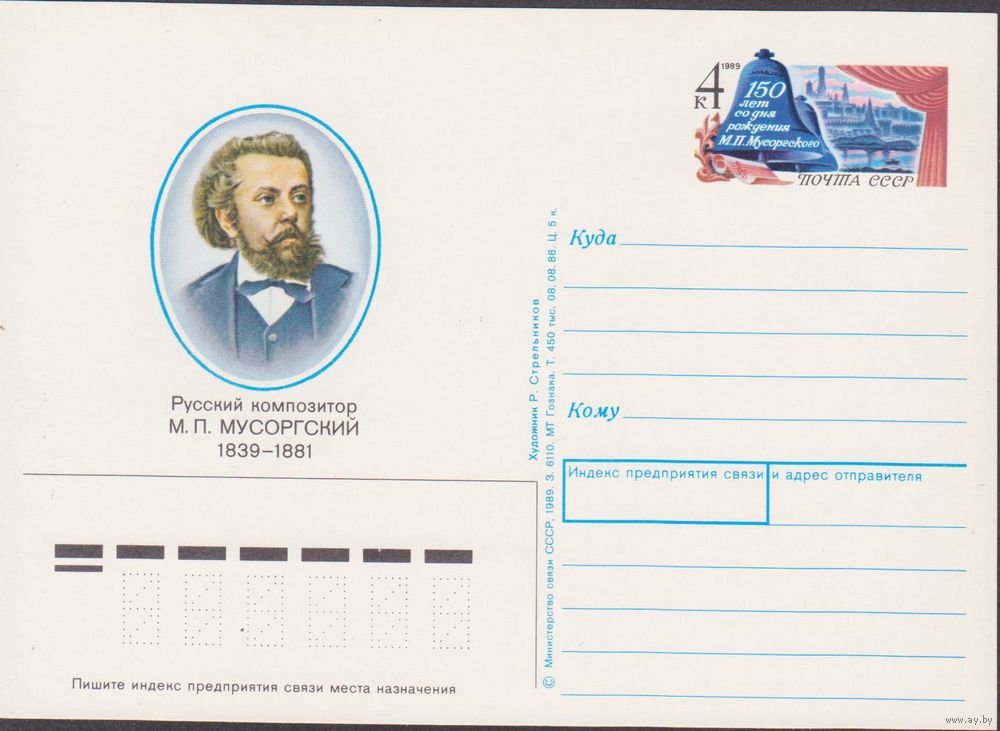 4 к 1989
150
лет
со дня
рождения
М.П.Мусоргского
ПОЧТА СССР
Русский композитор
М. П. МУСОРГСКИЙ
1839–1881
Куда
Кому
Индекс предприятия связи и адрес отправителя
Художник Р. Стрельников
© Министерство связи СССР, 1989. З. 6110. МТ Гознака. Т. 450 тыс. 08. 08. 88. Ц. 5 к.
Пишите индекс предприятия связи места назначения
www.ay.by